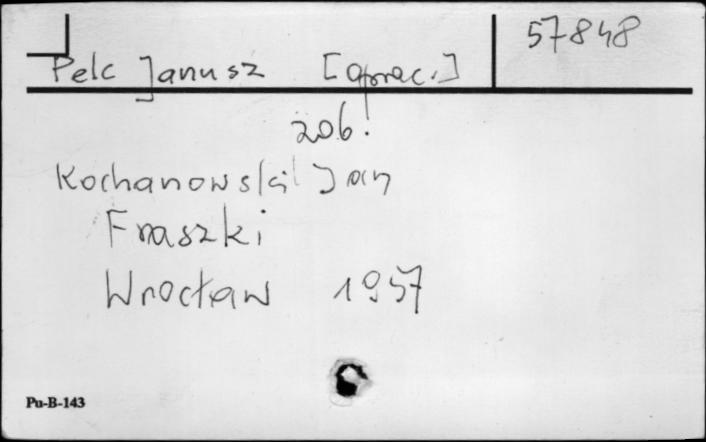 57848
Pelc Janusz [oprac.]
zob!
Kochanowski Jan
Fraszki
Wrocław 1957
Pu-B-143